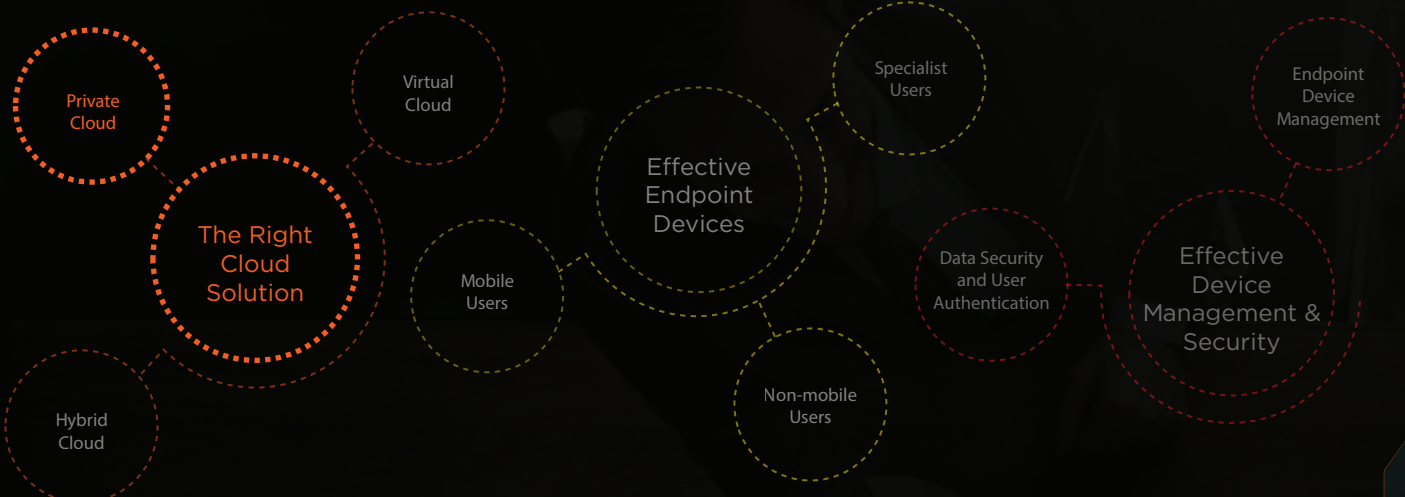 Private
Cloud
The Right
Cloud
Solution
Virtual
Cloud
Hybrid
Cloud
Mobile
Users
Effective
Endpoint
Devices
Specialist
Users
Non-mobile
Users
Data Security
and User
Authentication
Effective
Device
Management &
Security
Endpoint
Device
Management